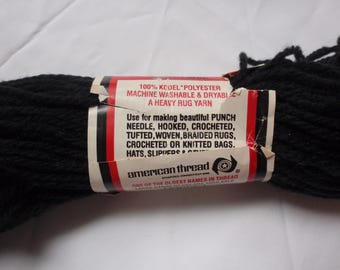 100% KODEL* POLYESTER
MACHINE WASHABLE & DRYABLE
A HEAVY RUG YARN
Use for making beautiful PUNCH
NEEDLE, HOOKED, CROCHETED,
TUFTED, WOVEN, BRAIDED RUGS,
CROCHETED OR KNITTED BAGS,
HATS, SLIPPERS &
american thread
ONE OF THE OLDEST NAMES IN THREAD